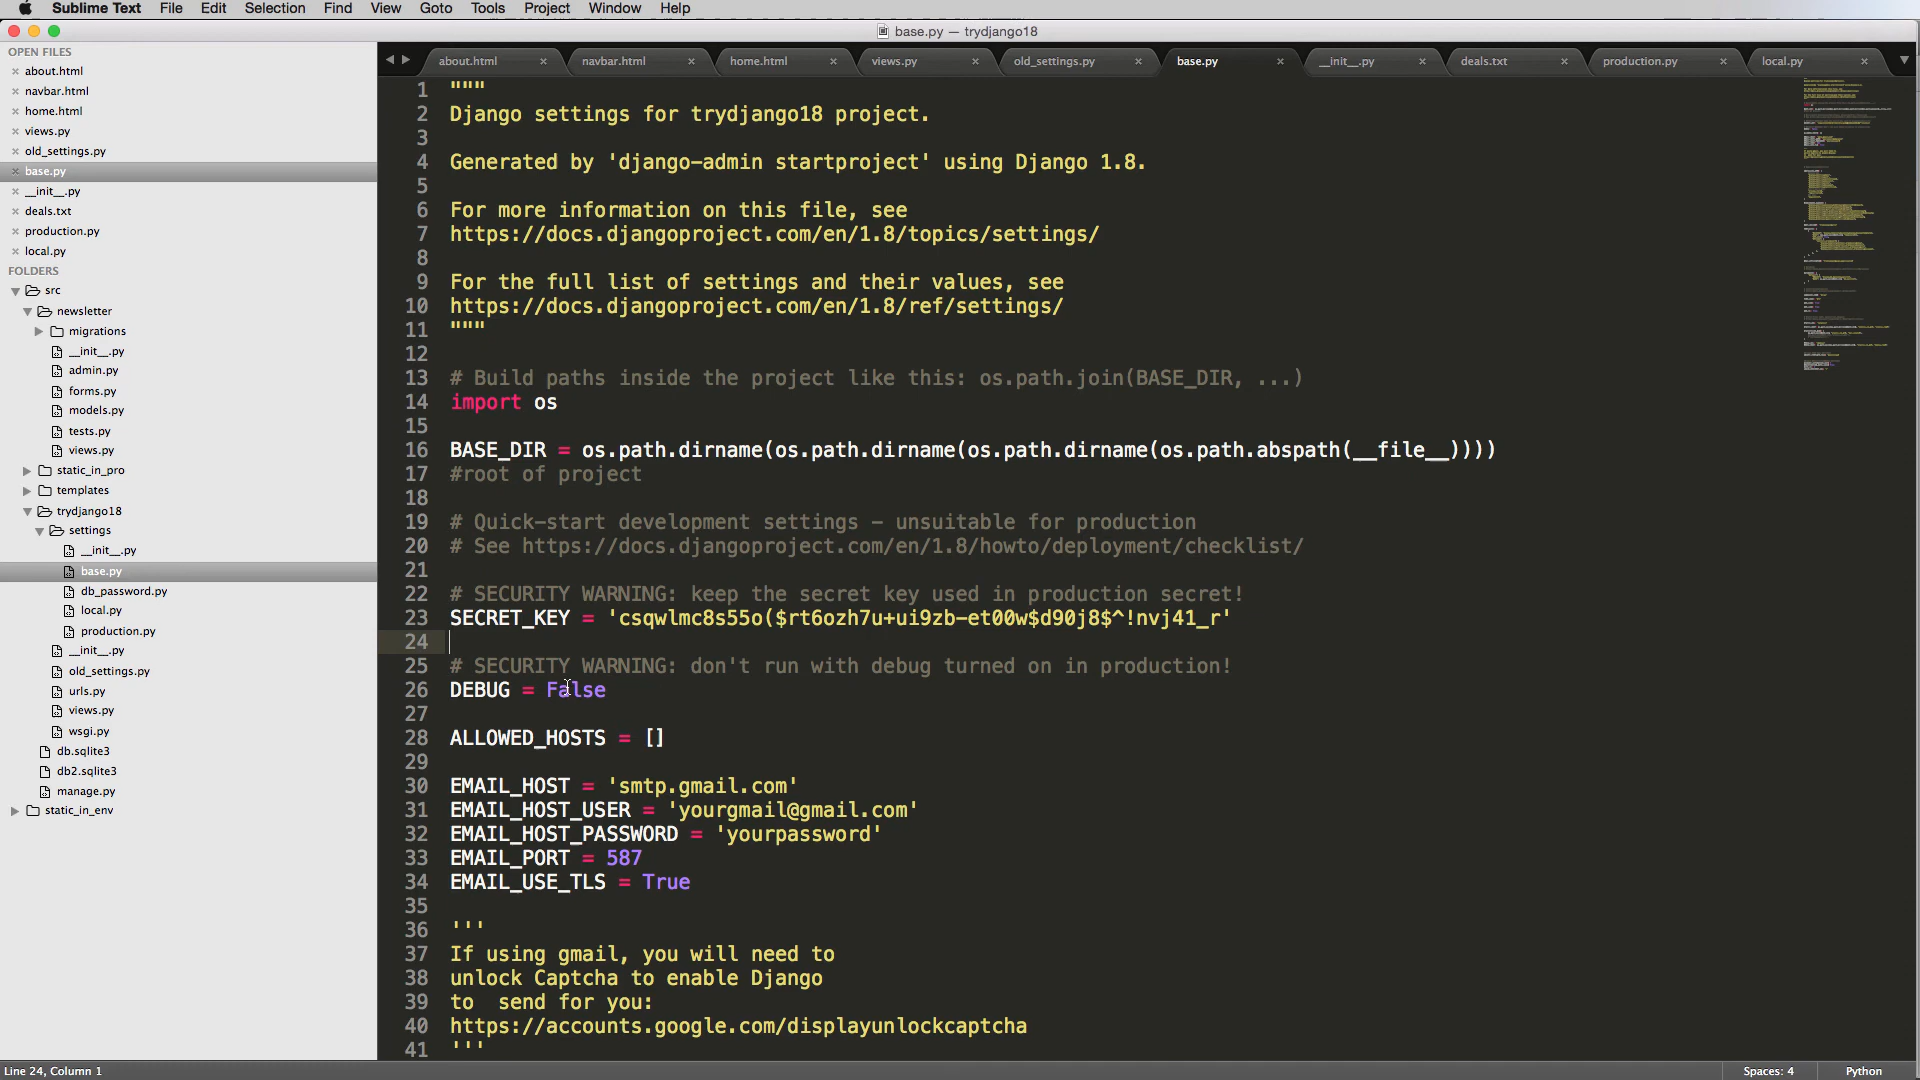 Sublime Text File Edit Selection Find View Goto Tools Project Window Help
base.py — trydjango18
OPEN FILES
about.html
navbar.html
home.html
views.py
old_settings.py
base.py
__init__.py
deals.txt
production.py
local.py
FOLDERS
src
newsletter
migrations
__init__.py
admin.py
forms.py
models.py
tests.py
views.py
static_in_pro
templates
trydjango18
settings
__init__.py
base.py
db_password.py
local.py
production.py
__init__.py
old_settings.py
urls.py
views.py
wsgi.py
db.sqlite3
db2.sqlite3
manage.py
static_in_env
about.html navbar.html home.html views.py old_settings.py base.py __init__.py deals.txt production.py local.py
1 """
2 Django settings for trydjango18 project.
3
4 Generated by 'django-admin startproject' using Django 1.8.
5
6 For more information on this file, see
7 https://docs.djangoproject.com/en/1.8/topics/settings/
8
9 For the full list of settings and their values, see
10 https://docs.djangoproject.com/en/1.8/ref/settings/
11 """
12
13 # Build paths inside the project like this: os.path.join(BASE_DIR, ...)
14 import os
15
16 BASE_DIR = os.path.dirname(os.path.dirname(os.path.dirname(os.path.abspath(__file__))))
17 #root of project
18
19 # Quick-start development settings - unsuitable for production
20 # See https://docs.djangoproject.com/en/1.8/howto/deployment/checklist/
21
22 # SECURITY WARNING: keep the secret key used in production secret!
23 SECRET_KEY = 'csqwlmc8s55o($rt6ozh7u+ui9zb-et00w$d90j8$^!nvj41_r'
24
25 # SECURITY WARNING: don't run with debug turned on in production!
26 DEBUG = False
27
28 ALLOWED_HOSTS = []
29
30 EMAIL_HOST = 'smtp.gmail.com'
31 EMAIL_HOST_USER = 'yourgmail@gmail.com'
32 EMAIL_HOST_PASSWORD = 'yourpassword'
33 EMAIL_PORT = 587
34 EMAIL_USE_TLS = True
35
36 '''
37 If using gmail, you will need to
38 unlock Captcha to enable Django
39 to  send for you:
40 https://accounts.google.com/displayunlockcaptcha
41 '''
Line 24, Column 1
Spaces: 4 Python